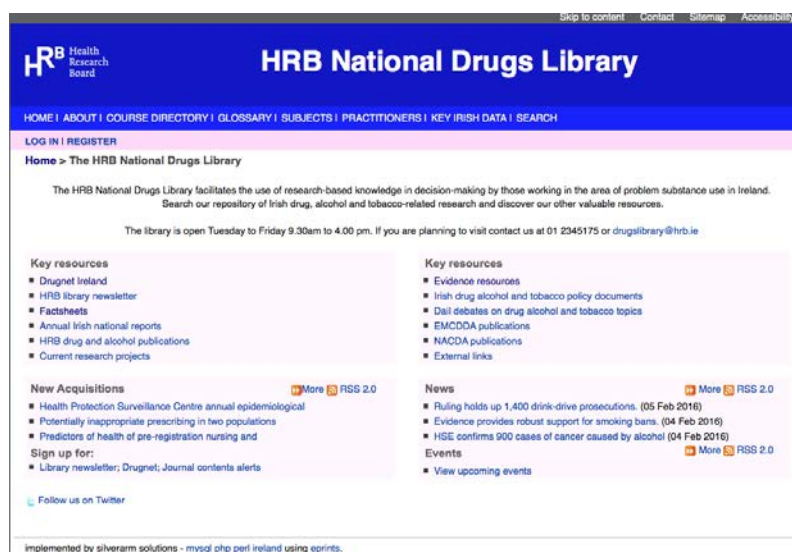 Skip to content Contact Sitemap Accessibility
HRB Health
Research
Board
HRB National Drugs Library
HOME I ABOUT I COURSE DIRECTORY I GLOSSARY I SUBJECTS I PRACTITIONERS I KEY IRISH DATA I SEARCH
LOG IN I REGISTER
Home > The HRB National Drugs Library
The HRB National Drugs Library facilitates the use of research-based knowledge in decision-making by those working in the area of problem substance use in Ireland.
Search our repository of Irish drug, alcohol and tobacco-related research and discover our other valuable resources.
The library is open Tuesday to Friday 9.30am to 4.00 pm. If you are planning to visit contact us at 01 2345175 or drugslibrary@hrb.ie
Key resources
Drugnet Ireland
HRB library newsletter
Factsheets
Annual Irish national reports
HRB drug and alcohol publications
Current research projects
Key resources
Evidence resources
Irish drug alcohol and tobacco policy documents
Dail debates on drug alcohol and tobacco topics
EMCDDA publications
NACDA publications
External links
New Acquisitions More RSS 2.0
Health Protection Surveillance Centre annual epidemiological
Potentially inappropriate prescribing in two populations
Predictors of health of pre-registration nursing and
Sign up for:
Library newsletter; Drugnet; Journal contents alerts
News More RSS 2.0
Ruling holds up 1,400 drink-drive prosecutions. (05 Feb 2016)
Evidence provides robust support for smoking bans. (04 Feb 2016)
HSE confirms 900 cases of cancer caused by alcohol (04 Feb 2016)
Events More RSS 2.0
View upcoming events
Follow us on Twitter
implemented by silverarm solutions - mysql php perl ireland using eprints.